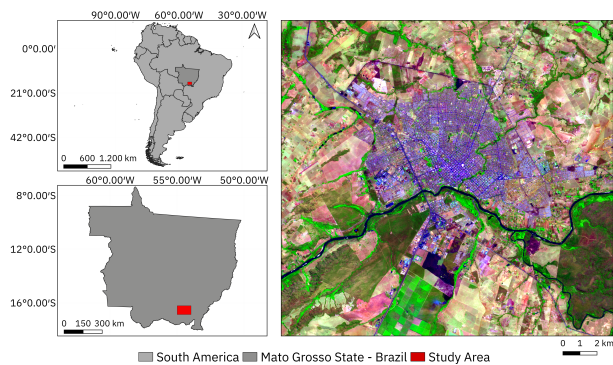 90°0.00'W 60°0.00'W 30°0.00'W
0°0.00'
21°0.00'S
42°0.00'S
0 600 1.200 km
60°0.00'W 55°0.00'W 50°0.00'W
8°0.00'S
12°0.00'S
16°0.00'S
0 150 300 km
0 1 2 km
South America Mato Grosso State - Brazil Study Area